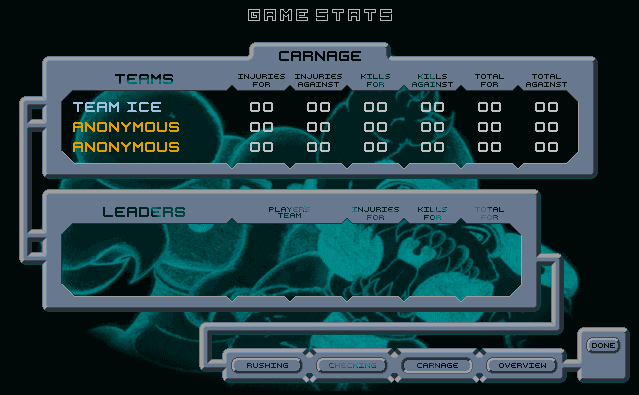 GAME STATS
CARNAGE
TEAMS INJURIES FOR INJURIES AGAINST KILLS FOR KILLS AGAINST TOTAL FOR TOTAL AGAINST
TEAM ICE 00 00 00 00 00 00
ANONYMOUS 00 00 00 00 00 00
ANONYMOUS 00 00 00 00 00 00
LEADERS PLAYERS TEAM INJURIES FOR KILLS FOR TOTAL FOR
RUSHING CHECKING CARNAGE OVERVIEW DONE